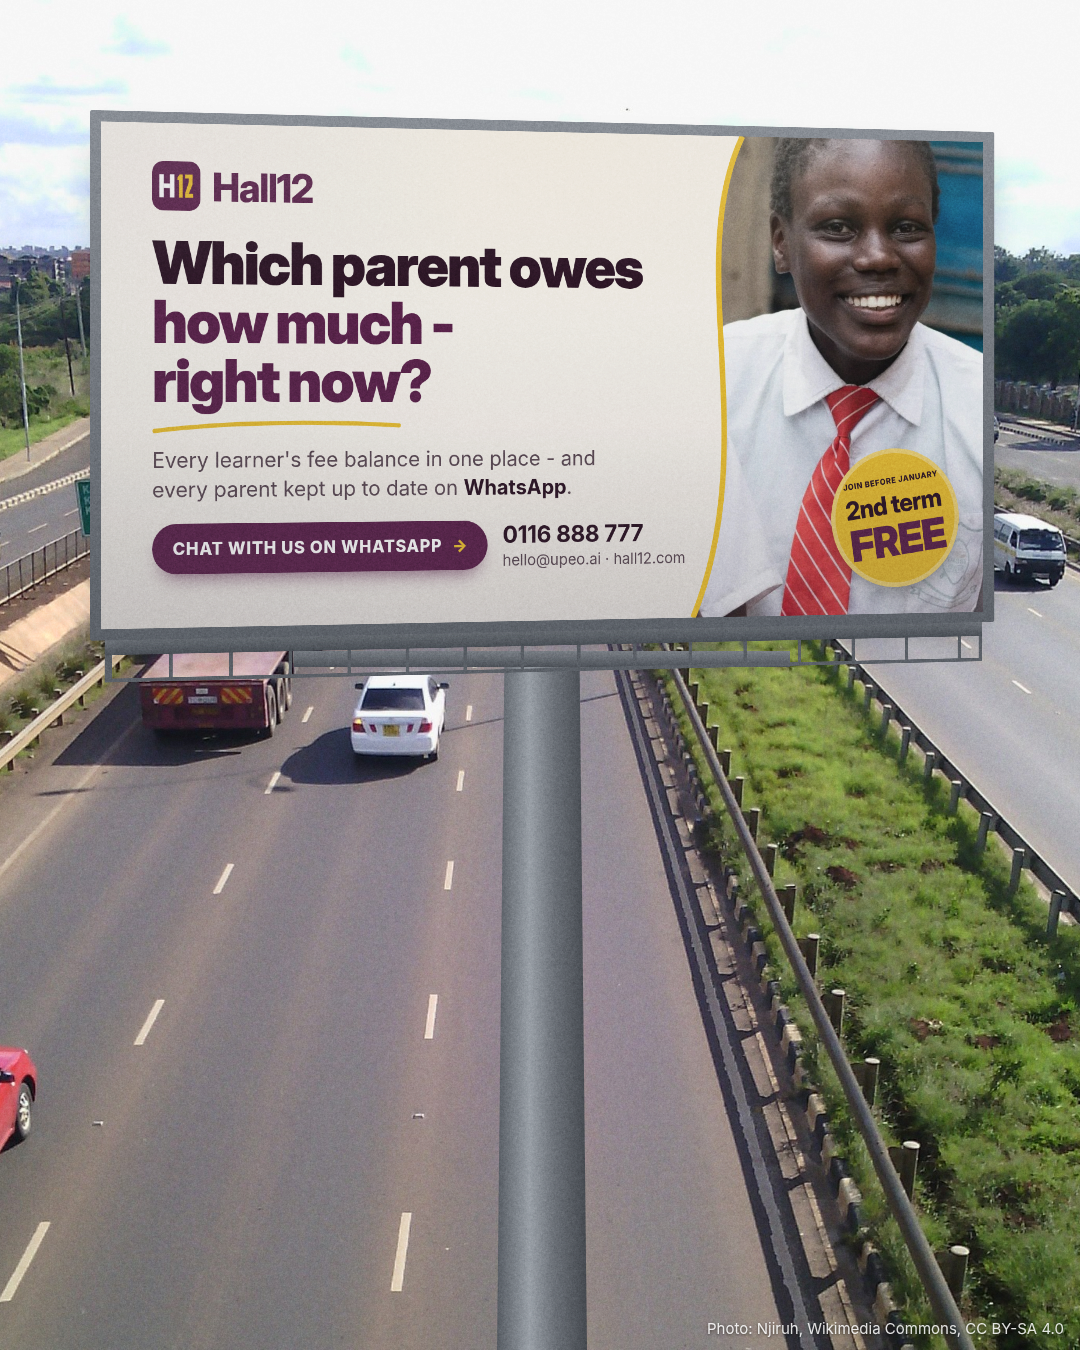 H12 Hall12
Which parent owes
how much -
right now?
Every learner's fee balance in one place - and
every parent kept up to date on WhatsApp.
CHAT WITH US ON WHATSAPP →
0116 888 777
hello@upeo.ai · hall12.com
JOIN BEFORE JANUARY
2nd term
FREE
Photo: Njiruh, Wikimedia Commons, CC BY-SA 4.0